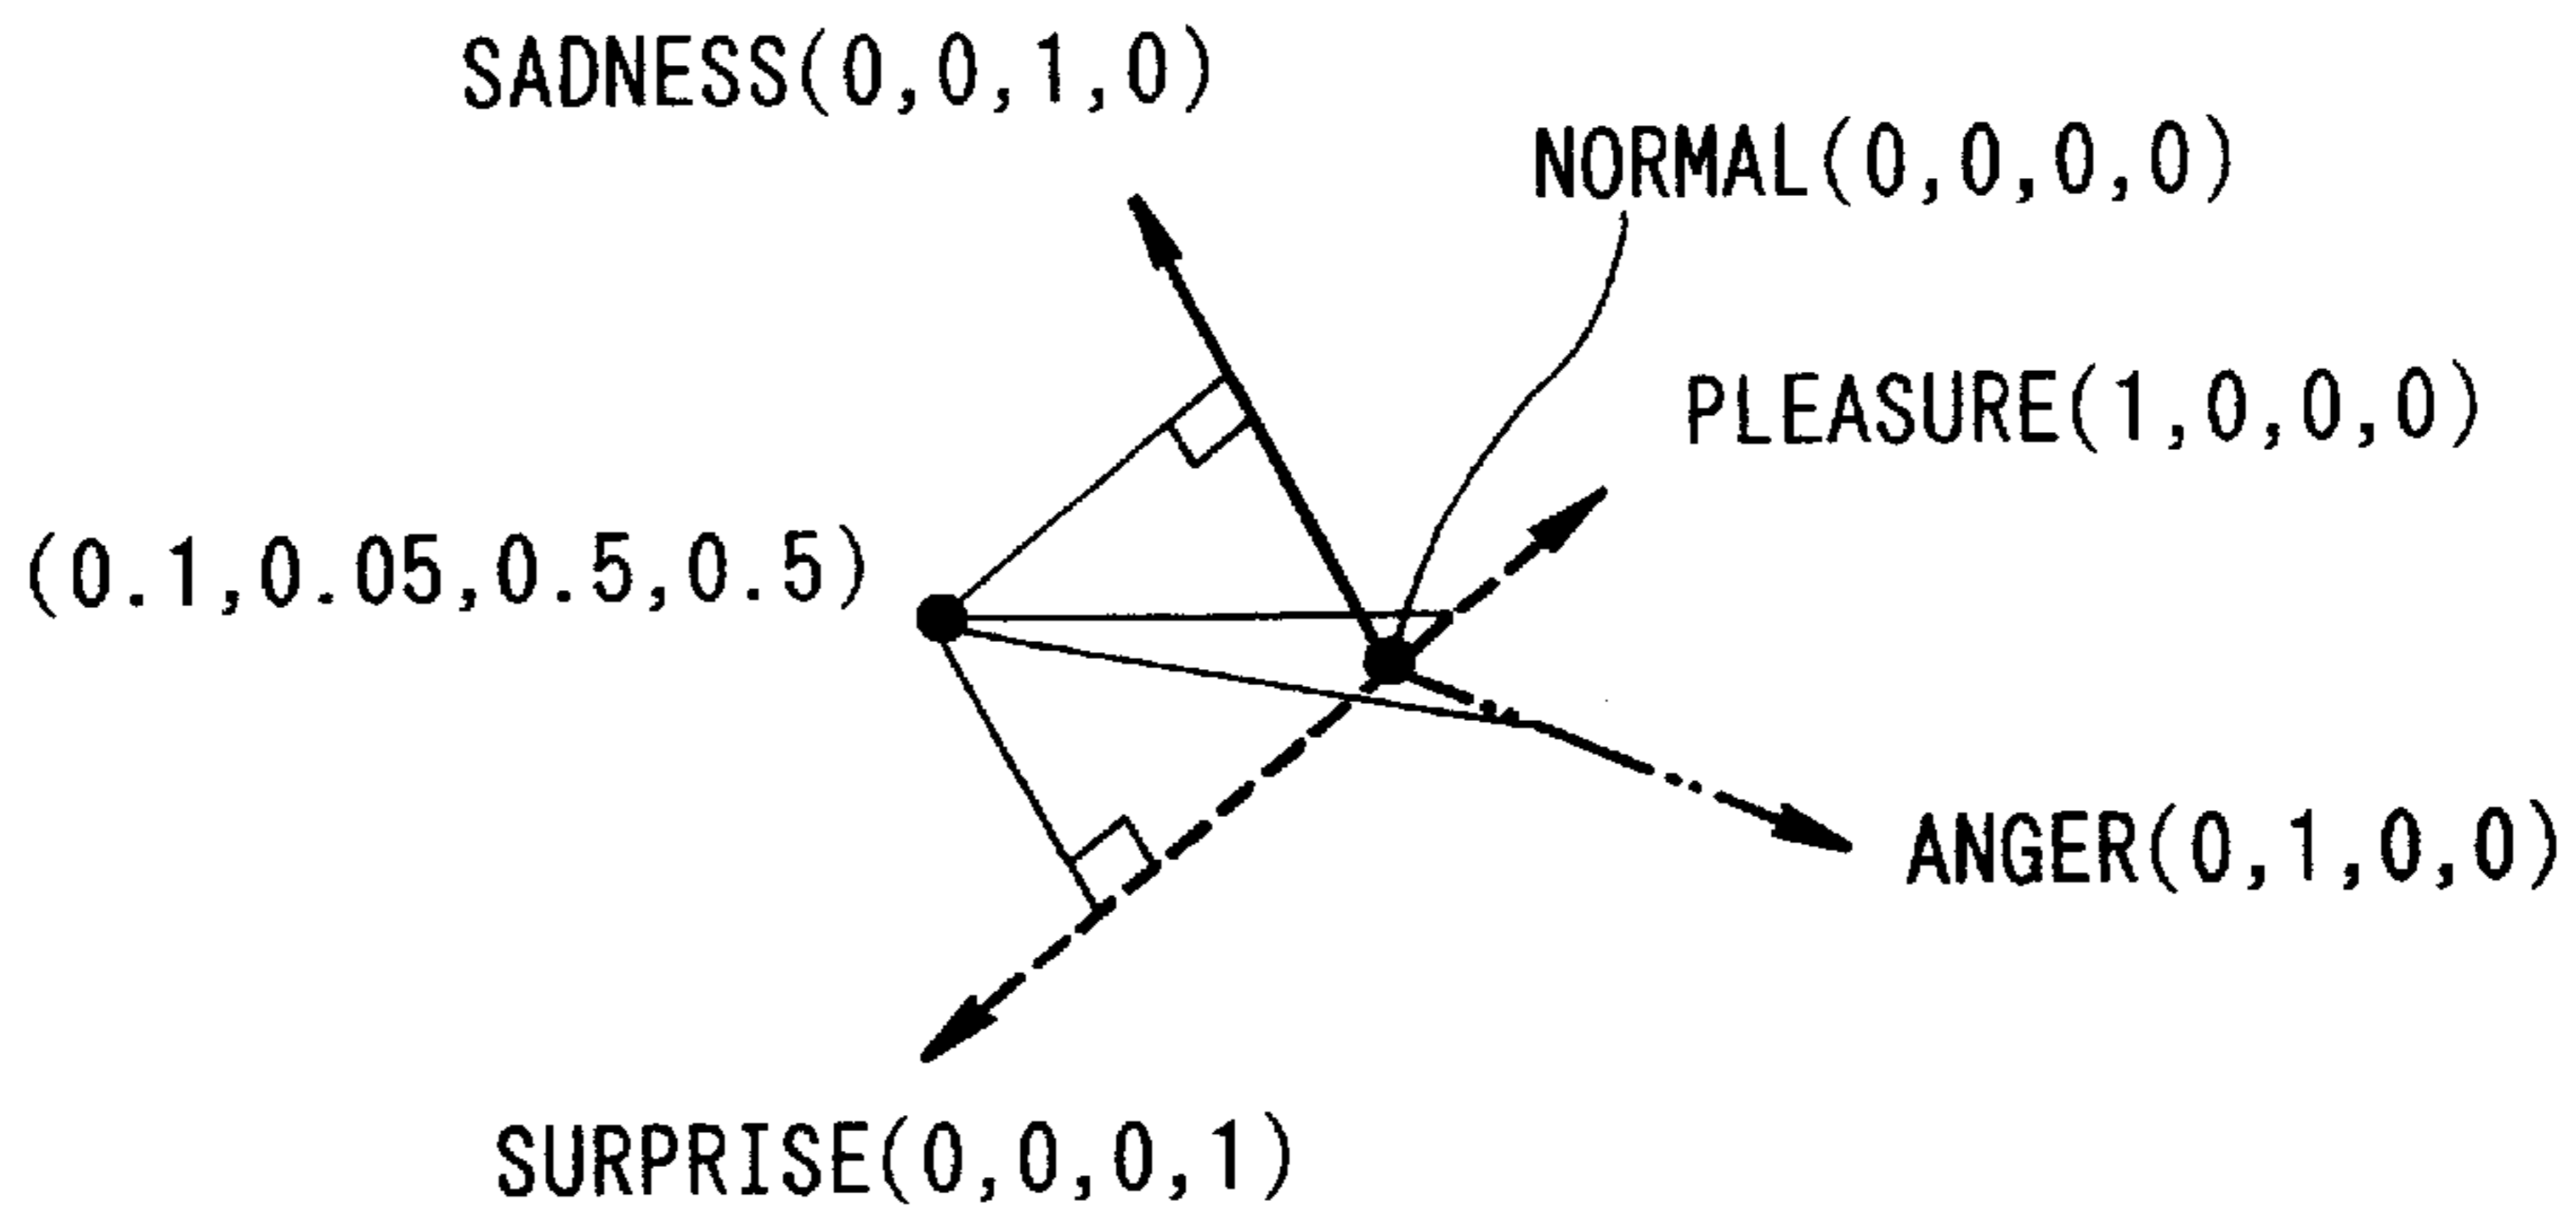 SADNESS(0,0,1,0)
NORMAL(0,0,0,0)
PLEASURE(1,0,0,0)
(0.1,0.05,0.5,0.5)
ANGER(0,1,0,0)
SURPRISE(0,0,0,1)